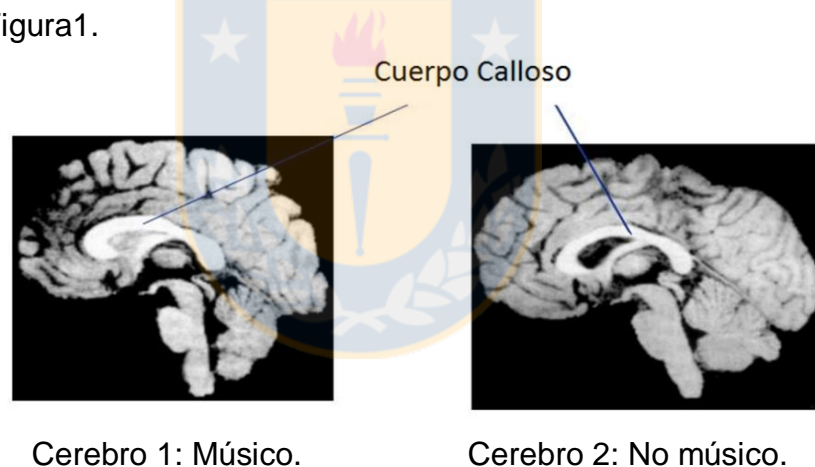 igura1.
Cuerpo Calloso
Cerebro 1: Músico.
Cerebro 2: No músico.